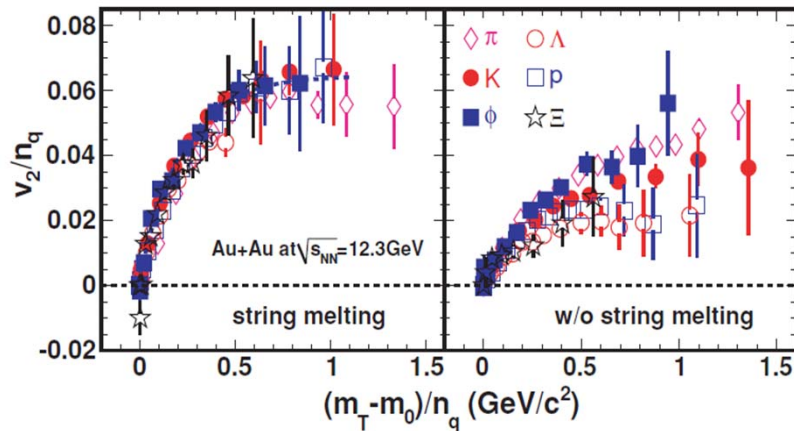 v2/nq
0.08
0.06
0.04
0.02
0
-0.02
Au+Au at √sNN=12.3GeV
string melting
π Λ
K p
ϕ Ξ
w/o string melting
0 0.5 1 1.5 0 0.5 1 1.5
(mT-m0)/nq (GeV/c²)